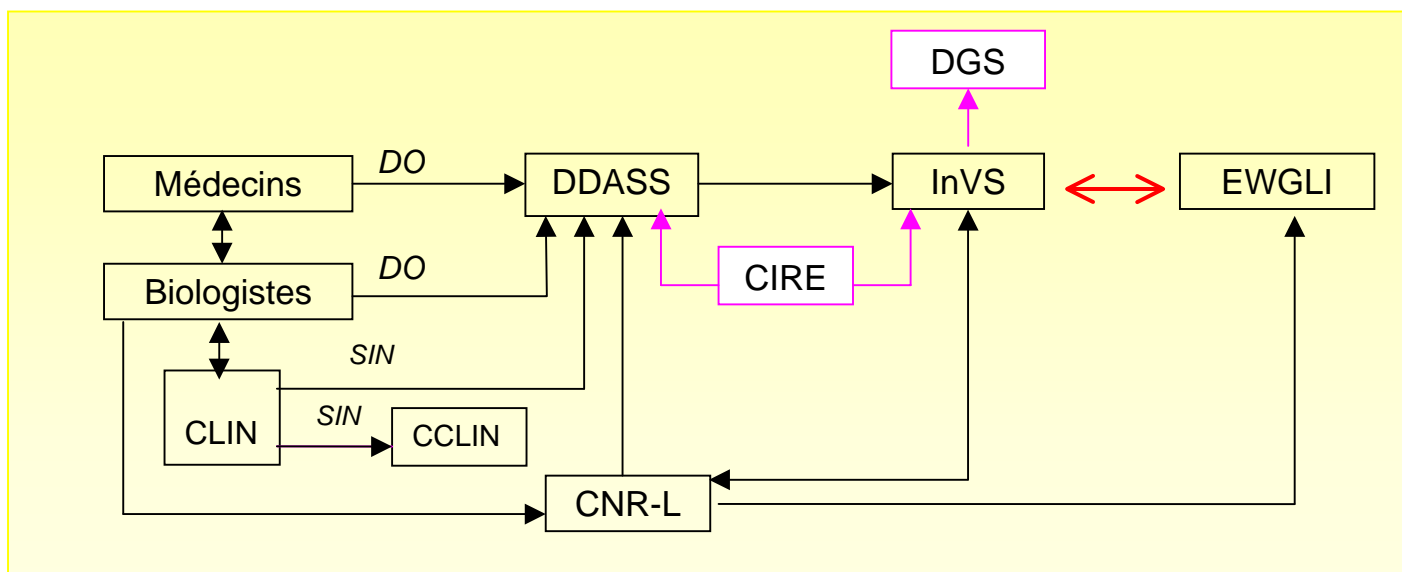 DGS
Médecins
DO
DDASS
InVS
EWGLI
Biologistes
DO
CIRE
SIN
CLIN
SIN
CCLIN
CNR-L